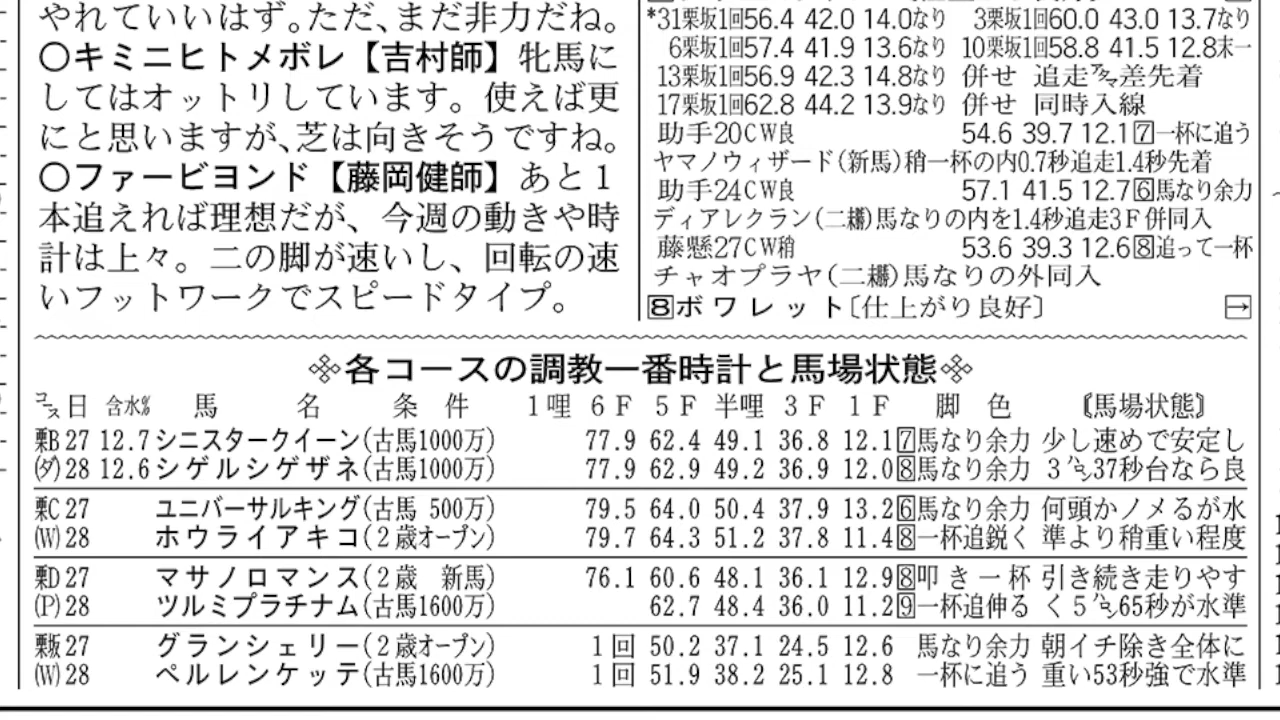 やれていいはず。ただ、まだ非力だね。
〇キミニヒトメボレ【吉村師】牝馬に
してはオットリしています。使えば更
にと思いますが、芝は向きそうですね。
〇ファービヨンド【藤岡健師】あと１
本追えれば理想だが、今週の動きや時
計は上々。二の脚が速いし、回転の速
いフットワークでスピードタイプ。
*31栗坂1回56.4 42.0 14.0なり 3栗坂1回60.0 43.0 13.7なり
6栗坂1回57.4 41.9 13.6なり 10栗坂1回58.8 41.5 12.8末一
13栗坂1回56.9 42.3 14.8なり 併せ 追走アタマ差先着
17栗坂1回62.8 44.2 13.9なり 併せ 同時入線
助手20CW良 54.6 39.7 12.1[7]一杯に追う
ヤマノウィザード(新馬)稍一杯の内0.7秒追走1.4秒先着
助手24CW良 57.1 41.5 12.7[6]馬なり余力
ディアレクラン(二未勝)馬なりの内を1.4秒追走3F併同入
藤懸27CW稍 53.6 39.3 12.6[8]追って一杯
チャオプラヤ(二未勝)馬なりの外同入
[8]ボワレット〔仕上がり良好〕 [→]
各コースの調教一番時計と馬場状態
コース 日 含水% 馬名 条件 1哩 6F 5F 半哩 3F 1F 脚色 〘馬場状態〙
栗B 27 12.7 シニスタークイーン(古馬1000万) 77.9 62.4 49.1 36.8 12.1[7]馬なり余力 少し速めで安定し
(ダ) 28 12.6 シゲルシゲザネ(古馬1000万) 77.9 62.9 49.2 36.9 12.0[8]馬なり余力 3ハロン37秒台なら良
栗C 27 ユニバーサルキング(古馬 500万) 79.5 64.0 50.4 37.9 13.2[6]馬なり余力 何頭かノメるが水
(W) 28 ホウライアキコ(2歳オープン) 79.7 64.3 51.2 37.8 11.4[8]一杯追鋭く 準より稍重い程度
栗D 27 マサノロマンス(2歳 新馬) 76.1 60.6 48.1 36.1 12.9[8]叩き一杯 引き続き走りやす
(P) 28 ツルミプラチナム(古馬1600万) 62.7 48.4 36.0 11.2[9]一杯追伸る く5ハロン65秒が水準
栗坂 27 グランシェリー(2歳オープン) 1回 50.2 37.1 24.5 12.6 馬なり余力 朝イチ除き全体に
(W) 28 ペルレンケッテ(古馬1600万) 1回 51.9 38.2 25.1 12.8 一杯に追う 重い53秒強で水準